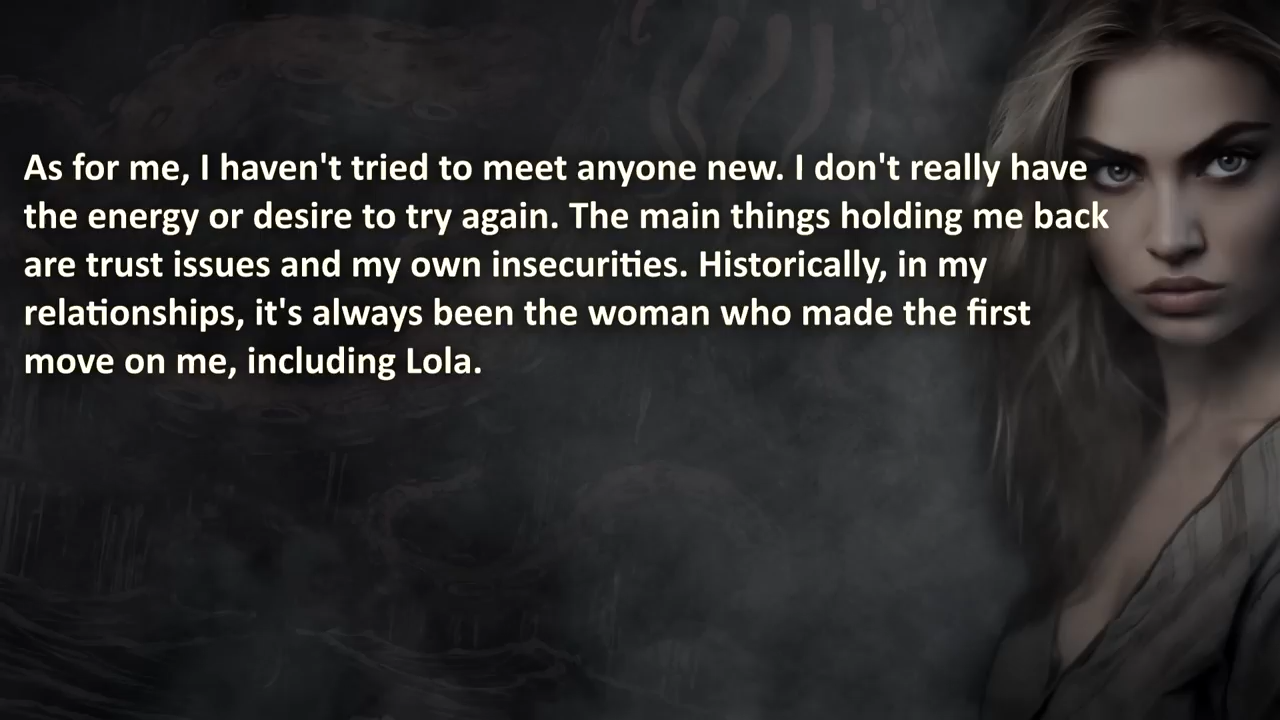 As for me, I haven't tried to meet anyone new. I don't really have
the energy or desire to try again. The main things holding me back
are trust issues and my own insecurities. Historically, in my
relationships, it's always been the woman who made the first
move on me, including Lola.